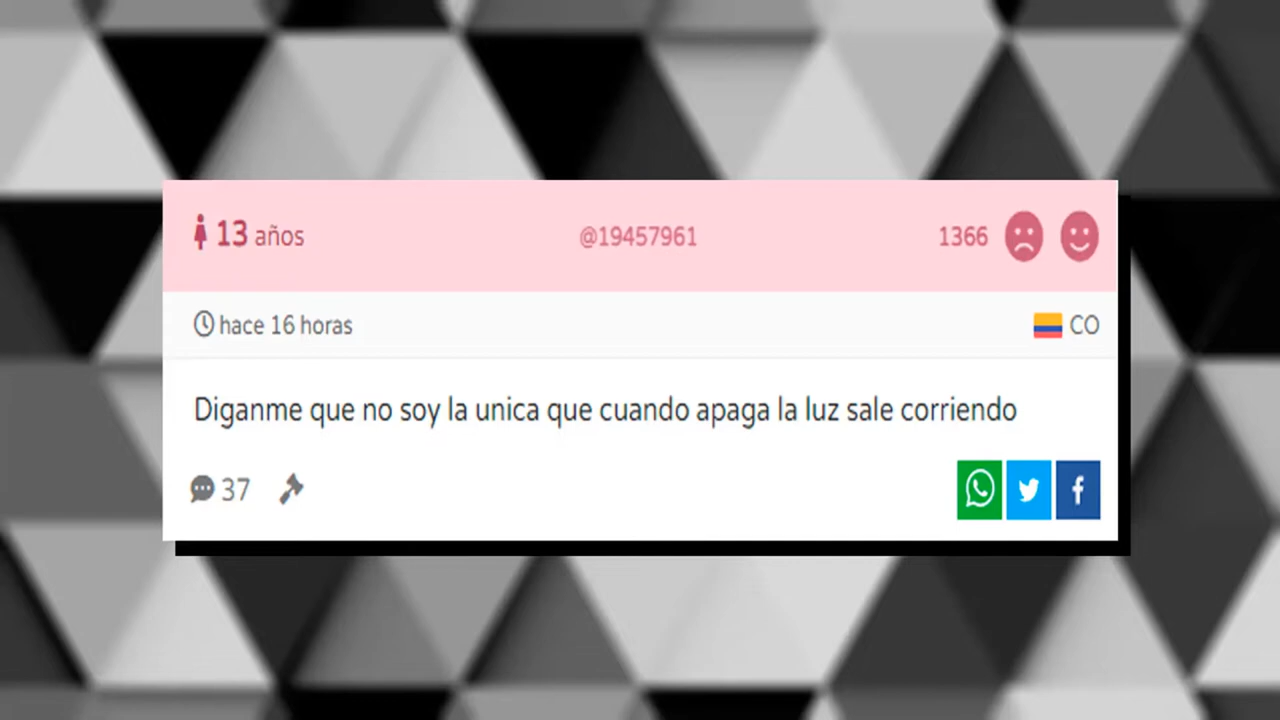 13 años @19457961 1366
hace 16 horas CO
Diganme que no soy la unica que cuando apaga la luz sale corriendo
37